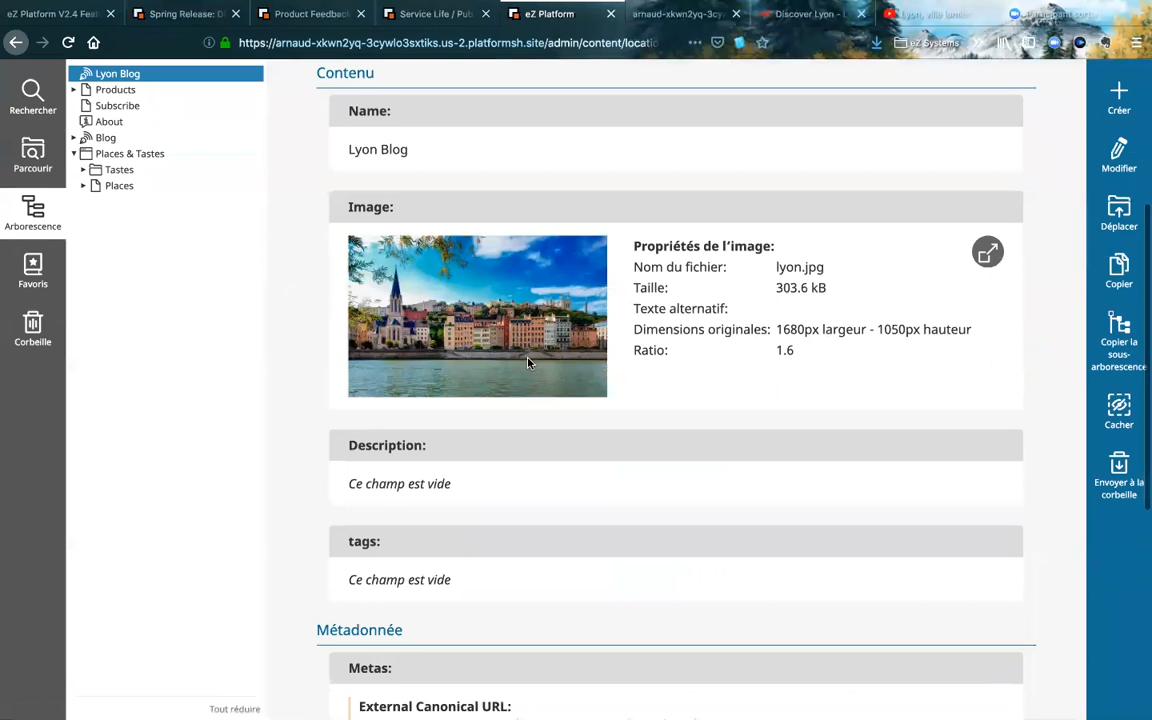 eZ Platform V2.4 Feat
Spring Release: D
Product Feedback
Service Life / Pub
eZ Platform
arnaud-xkwn2yq-3cyw
Discover Lyon -
Lyon, ville lumiè
https://arnaud-xkwn2yq-3cywlo3sxtiks.us-2.platformsh.site/admin/content/locatio
eZ Systems
Rechercher
Parcourir
Arborescence
Favoris
Corbeille
Lyon Blog
Products
Subscribe
About
Blog
Places & Tastes
Tastes
Places
Tout réduire
Contenu
Name:
Lyon Blog
Image:
Propriétés de l’image:
Nom du fichier: lyon.jpg
Taille: 303.6 kB
Texte alternatif:
Dimensions originales: 1680px largeur - 1050px hauteur
Ratio: 1.6
Description:
Ce champ est vide
tags:
Ce champ est vide
Métadonnée
Metas:
External Canonical URL:
Créer
Modifier
Déplacer
Copier
Copier la
sous-
arborescence
Cacher
Envoyer à la
corbeille